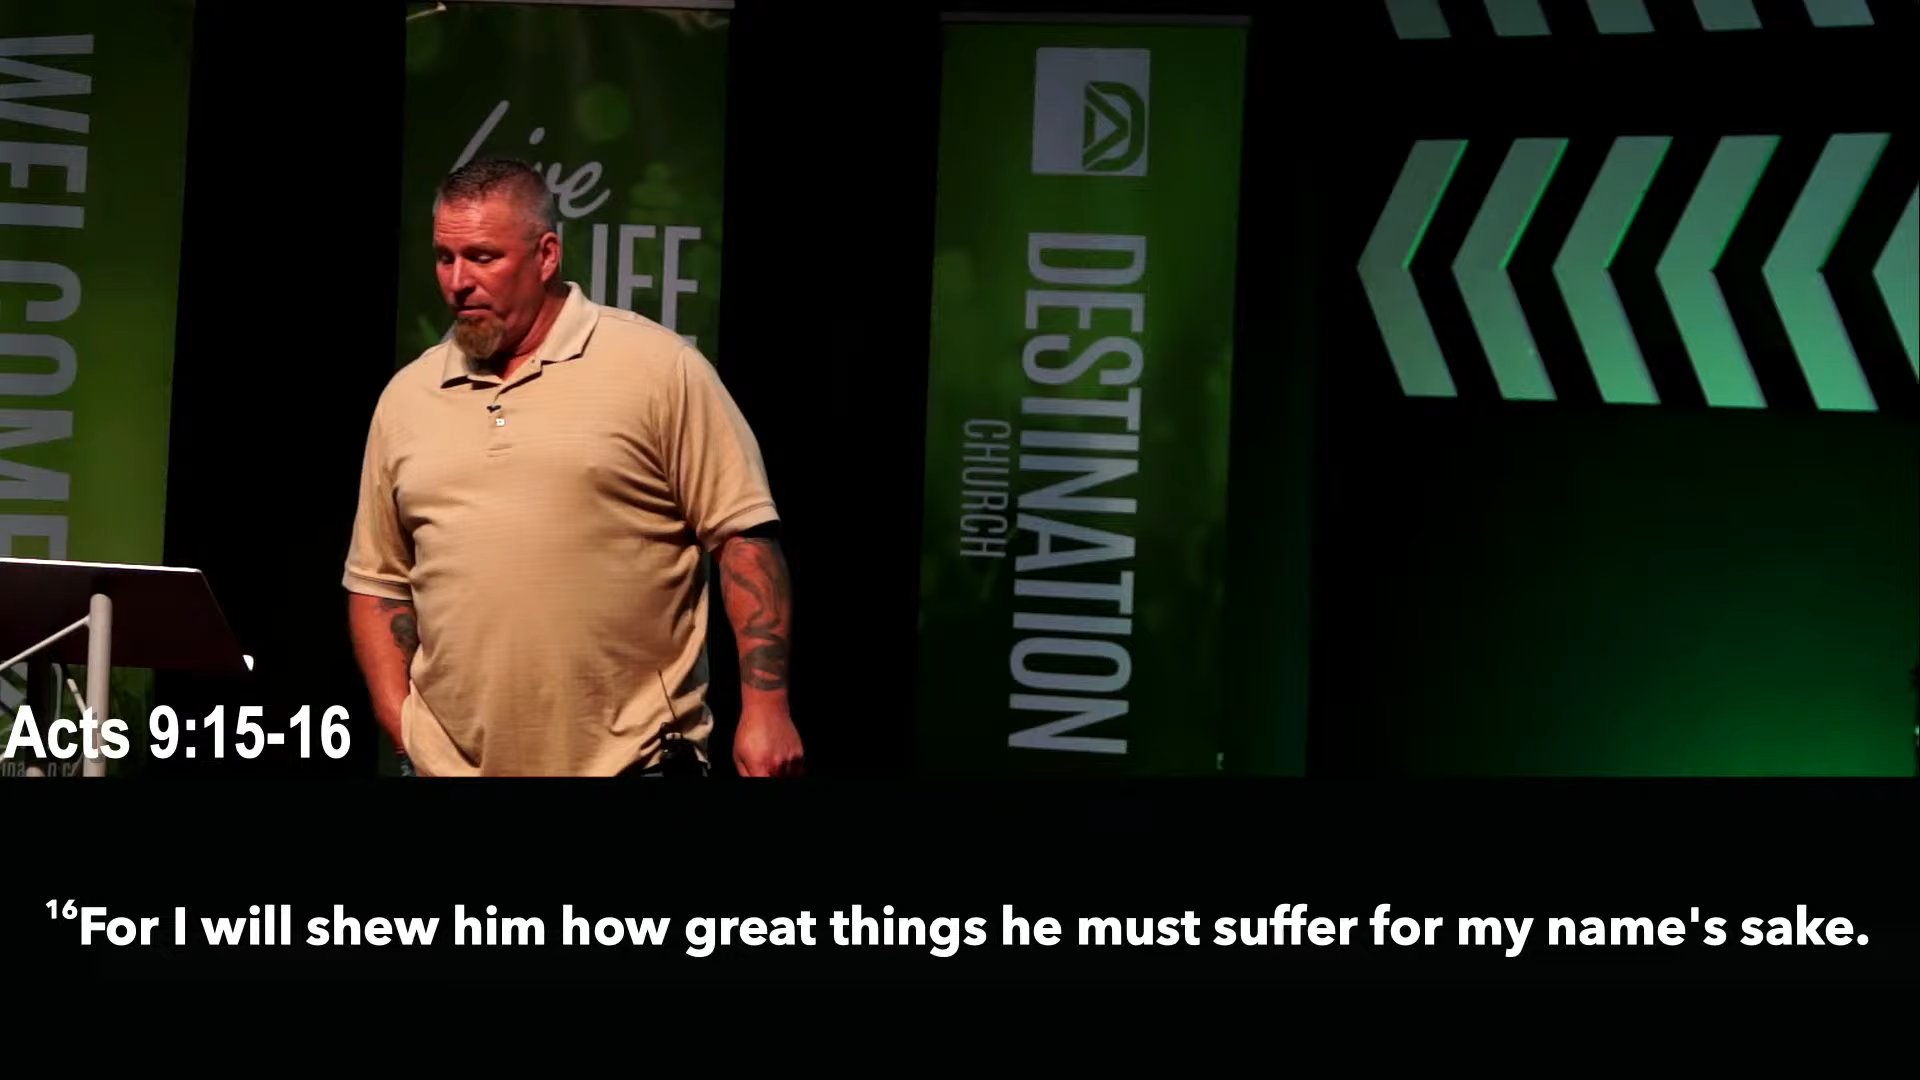 WELCOME
Live
LIFE
DESTINATION
CHURCH
Acts 9:15-16
16For I will shew him how great things he must suffer for my name's sake.